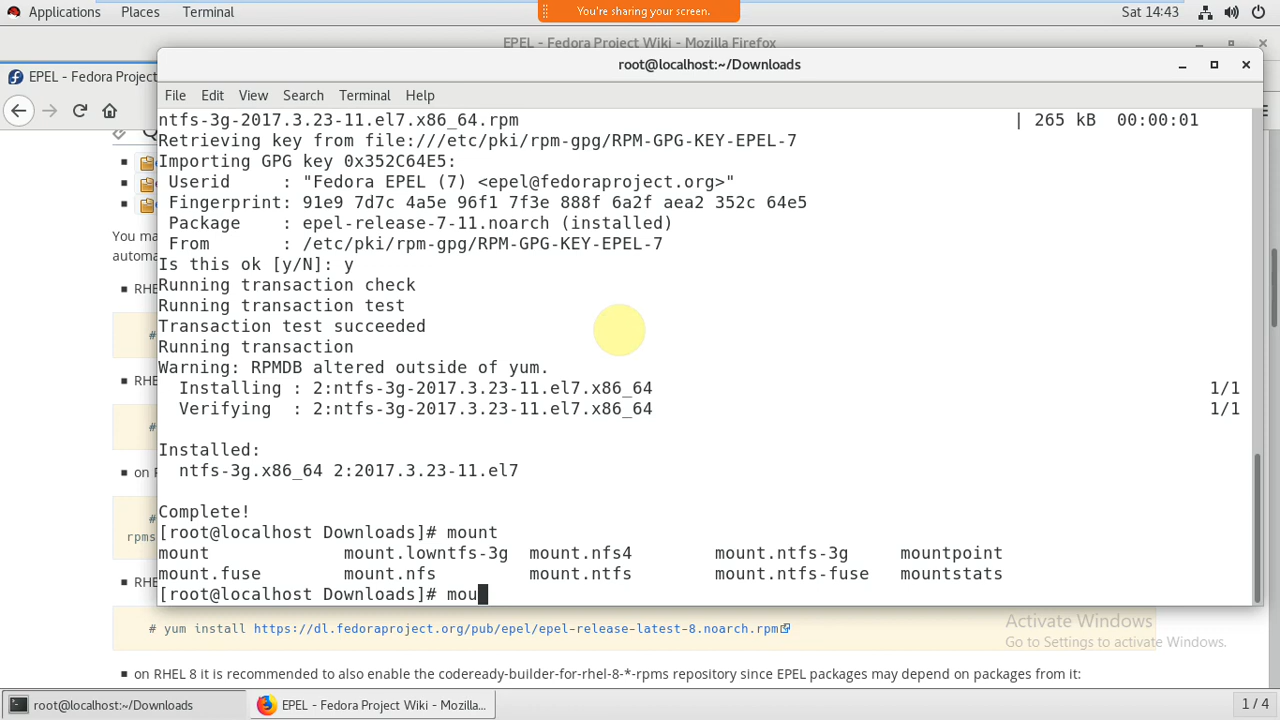 Applications Places Terminal You're sharing your screen. Sat 14:43
EPEL - Fedora Project Wiki - Mozilla Firefox
EPEL - Fedora Project
root@localhost:~/Downloads
File Edit View Search Terminal Help
ntfs-3g-2017.3.23-11.el7.x86_64.rpm | 265 kB 00:00:01
Retrieving key from file:///etc/pki/rpm-gpg/RPM-GPG-KEY-EPEL-7
Importing GPG key 0x352C64E5:
Userid : "Fedora EPEL (7) <epel@fedoraproject.org>"
Fingerprint: 91e9 7d7c 4a5e 96f1 7f3e 888f 6a2f aea2 352c 64e5
Package : epel-release-7-11.noarch (installed)
From : /etc/pki/rpm-gpg/RPM-GPG-KEY-EPEL-7
Is this ok [y/N]: y
Running transaction check
Running transaction test
Transaction test succeeded
Running transaction
Warning: RPMDB altered outside of yum.
Installing : 2:ntfs-3g-2017.3.23-11.el7.x86_64 1/1
Verifying : 2:ntfs-3g-2017.3.23-11.el7.x86_64 1/1
Installed:
ntfs-3g.x86_64 2:2017.3.23-11.el7
Complete!
[root@localhost Downloads]# mount
mount mount.lowntfs-3g mount.nfs4 mount.ntfs-3g mountpoint
mount.fuse mount.nfs mount.ntfs mount.ntfs-fuse mountstats
[root@localhost Downloads]# mou
You ma
automa
RHE
#
RHE
#
on R
#
rpms
RHE
# yum install https://dl.fedoraproject.org/pub/epel/epel-release-latest-8.noarch.rpm
Activate Windows
Go to Settings to activate Windows.
on RHEL 8 it is recommended to also enable the codeready-builder-for-rhel-8-*-rpms repository since EPEL packages may depend on packages from it:
root@localhost:~/Downloads EPEL - Fedora Project Wiki - Mozilla... 1 / 4